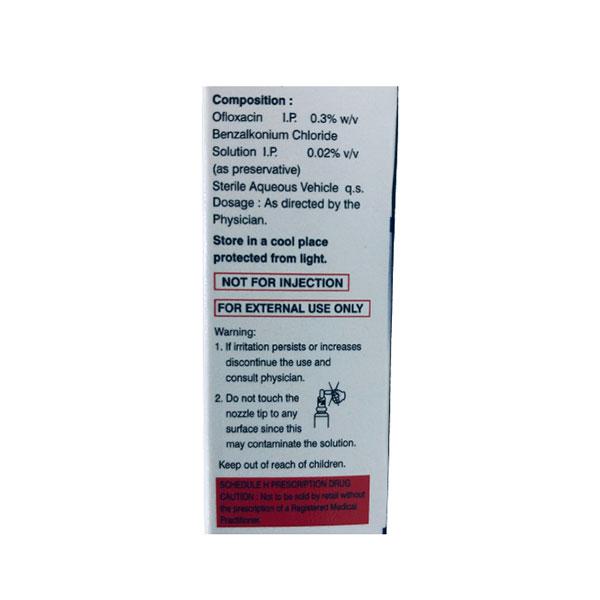 Composition :
Ofloxacin I.P. 0.3% w/v
Benzalkonium Chloride
Solution I.P. 0.02% v/v
(as preservative)
Sterile Aqueous Vehicle q.s.
Dosage : As directed by the
Physician.
Store in a cool place
protected from light.
NOT FOR INJECTION
FOR EXTERNAL USE ONLY
Warning:
1. If irritation persists or increases
discontinue the use and
consult physician.
2. Do not touch the
nozzle tip to any
surface since this
may contaminate the solution.
Keep out of reach of children.
SCHEDULE H PRESCRIPTION DRUG
CAUTION : Not to be sold by retail without
the prescription of a Registered Medical
Practitioner.